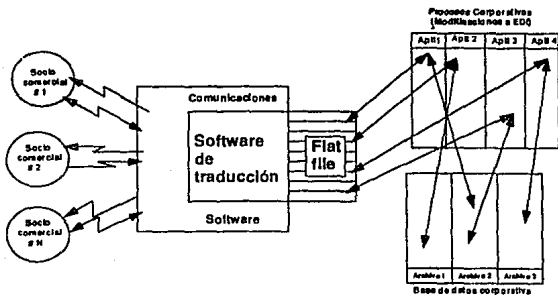 Procesos Corporativos
(Modificaciones a EDI)
Apli 1 Apli 2 Apli 3 Apli 4
Socio
comercial
# 1
Socio
comercial
# 2
Socio
comercial
# N
Comunicaciones
Software
de
traducción
Flat
file
Software
Archivo 1 Archivo 2 Archivo 3
Base de datos corporativa